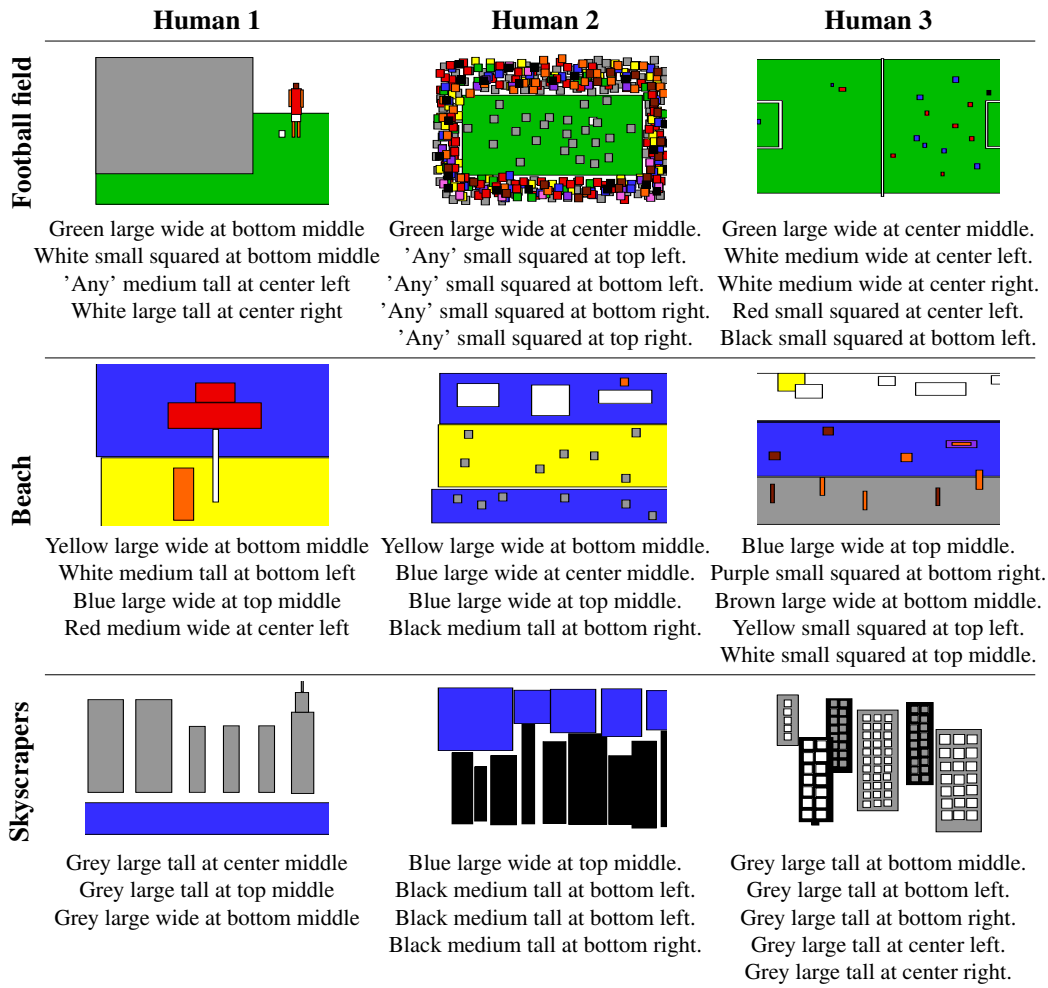 Human 1 Human 2 Human 3
Football field
Green large wide at bottom middle
White small squared at bottom middle
'Any' medium tall at center left
White large tall at center right
Green large wide at center middle.
'Any' small squared at top left.
'Any' small squared at bottom left.
'Any' small squared at bottom right.
'Any' small squared at top right.
Green large wide at center middle.
White medium wide at center left.
White medium wide at center right.
Red small squared at center left.
Black small squared at bottom left.
Beach
Yellow large wide at bottom middle
White medium tall at bottom left
Blue large wide at top middle
Red medium wide at center left
Yellow large wide at bottom middle.
Blue large wide at center middle.
Blue large wide at top middle.
Black medium tall at bottom right.
Blue large wide at top middle.
Purple small squared at bottom right.
Brown large wide at bottom middle.
Yellow small squared at top left.
White small squared at top middle.
Skyscrapers
Grey large tall at center middle
Grey large tall at top middle
Grey large wide at bottom middle
Blue large wide at top middle.
Black medium tall at bottom left.
Black medium tall at bottom left.
Black medium tall at bottom right.
Grey large tall at bottom middle.
Grey large tall at bottom left.
Grey large tall at bottom right.
Grey large tall at center left.
Grey large tall at center right.